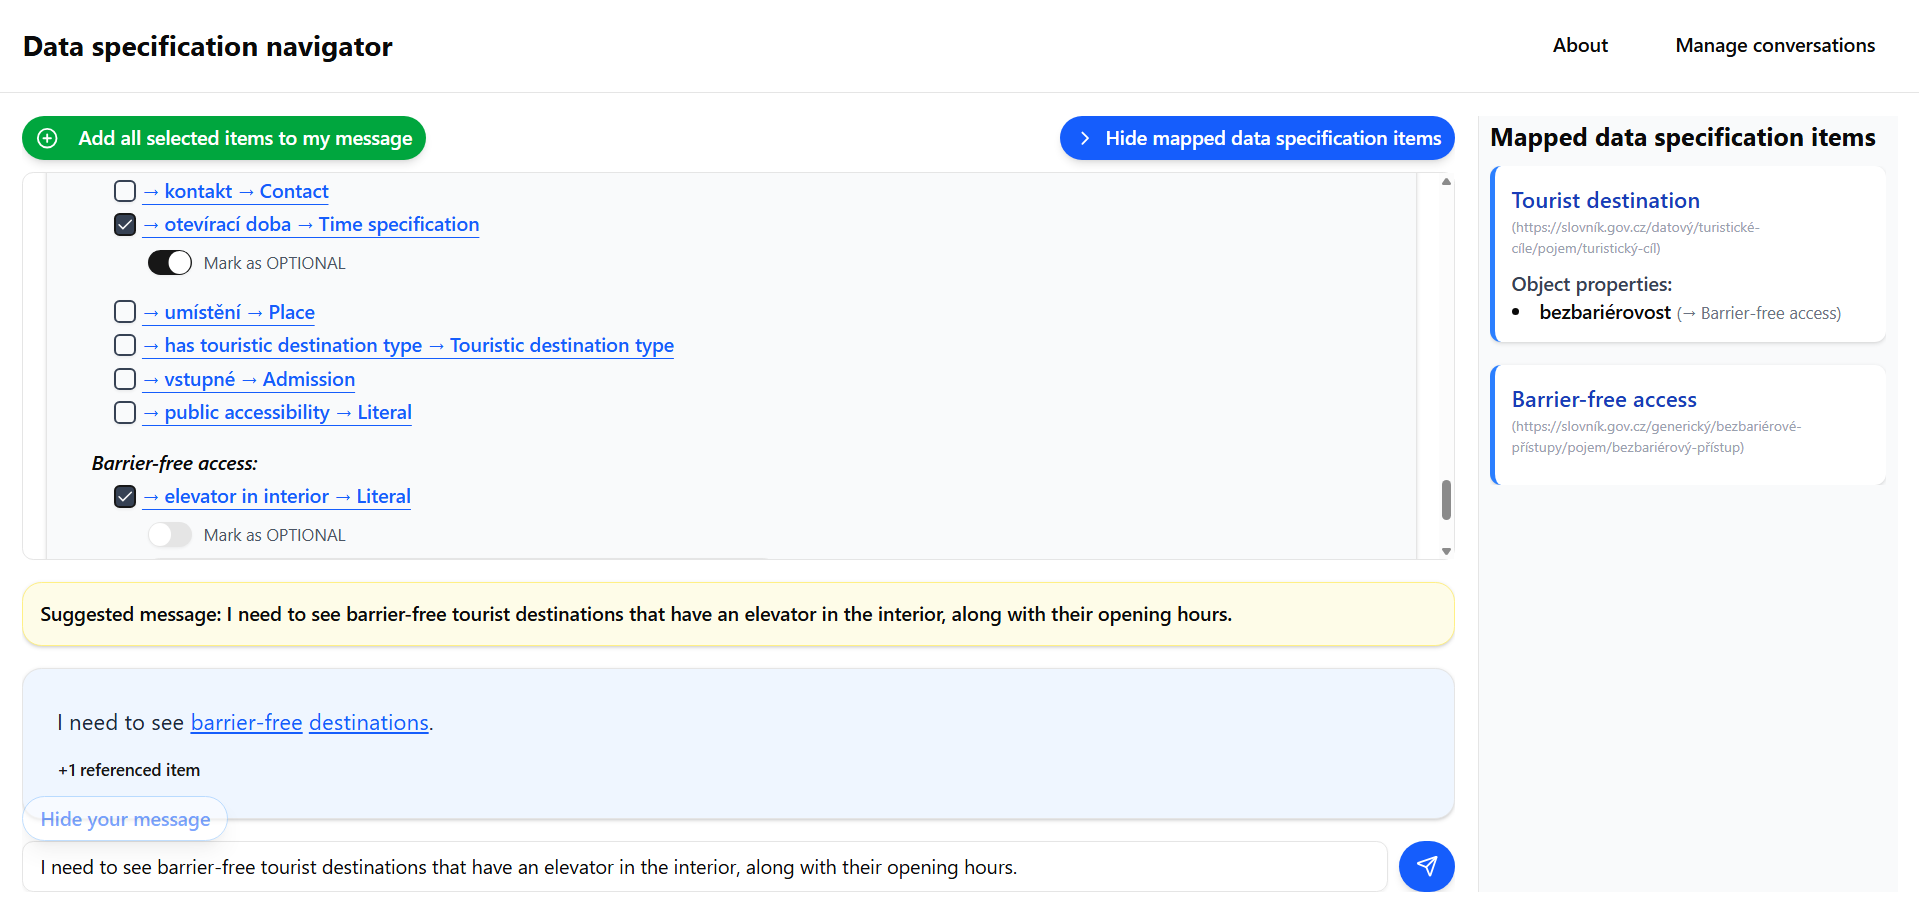 Data specification navigator
About
Manage conversations
Add all selected items to my message
Hide mapped data specification items
→ kontakt → Contact
→ otevírací doba → Time specification
Mark as OPTIONAL
→ umístění → Place
→ has touristic destination type → Touristic destination type
→ vstupné → Admission
→ public accessibility → Literal
Barrier-free access:
→ elevator in interior → Literal
Mark as OPTIONAL
Suggested message: I need to see barrier-free tourist destinations that have an elevator in the interior, along with their opening hours.
I need to see barrier-free destinations.
+1 referenced item
Hide your message
I need to see barrier-free tourist destinations that have an elevator in the interior, along with their opening hours.
Mapped data specification items
Tourist destination
(https://slovník.gov.cz/datový/turistické-
cíle/pojem/turistický-cíl)
Object properties:
• bezbariérovost (→ Barrier-free access)
Barrier-free access
(https://slovník.gov.cz/generický/bezbariérové-
přístupy/pojem/bezbariérový-přístup)